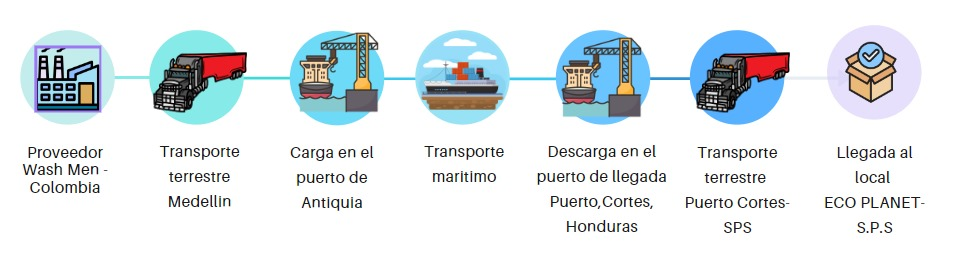 Proveedor
Wash Men -
Colombia
Transporte
terrestre
Medellin
Carga en el
puerto de
Antiquia
Transporte
maritimo
Descarga en el
puerto de llegada
Puerto,Cortes,
Honduras
Transporte
terrestre
Puerto Cortes-
SPS
Llegada al
local
ECO PLANET-
S.P.S